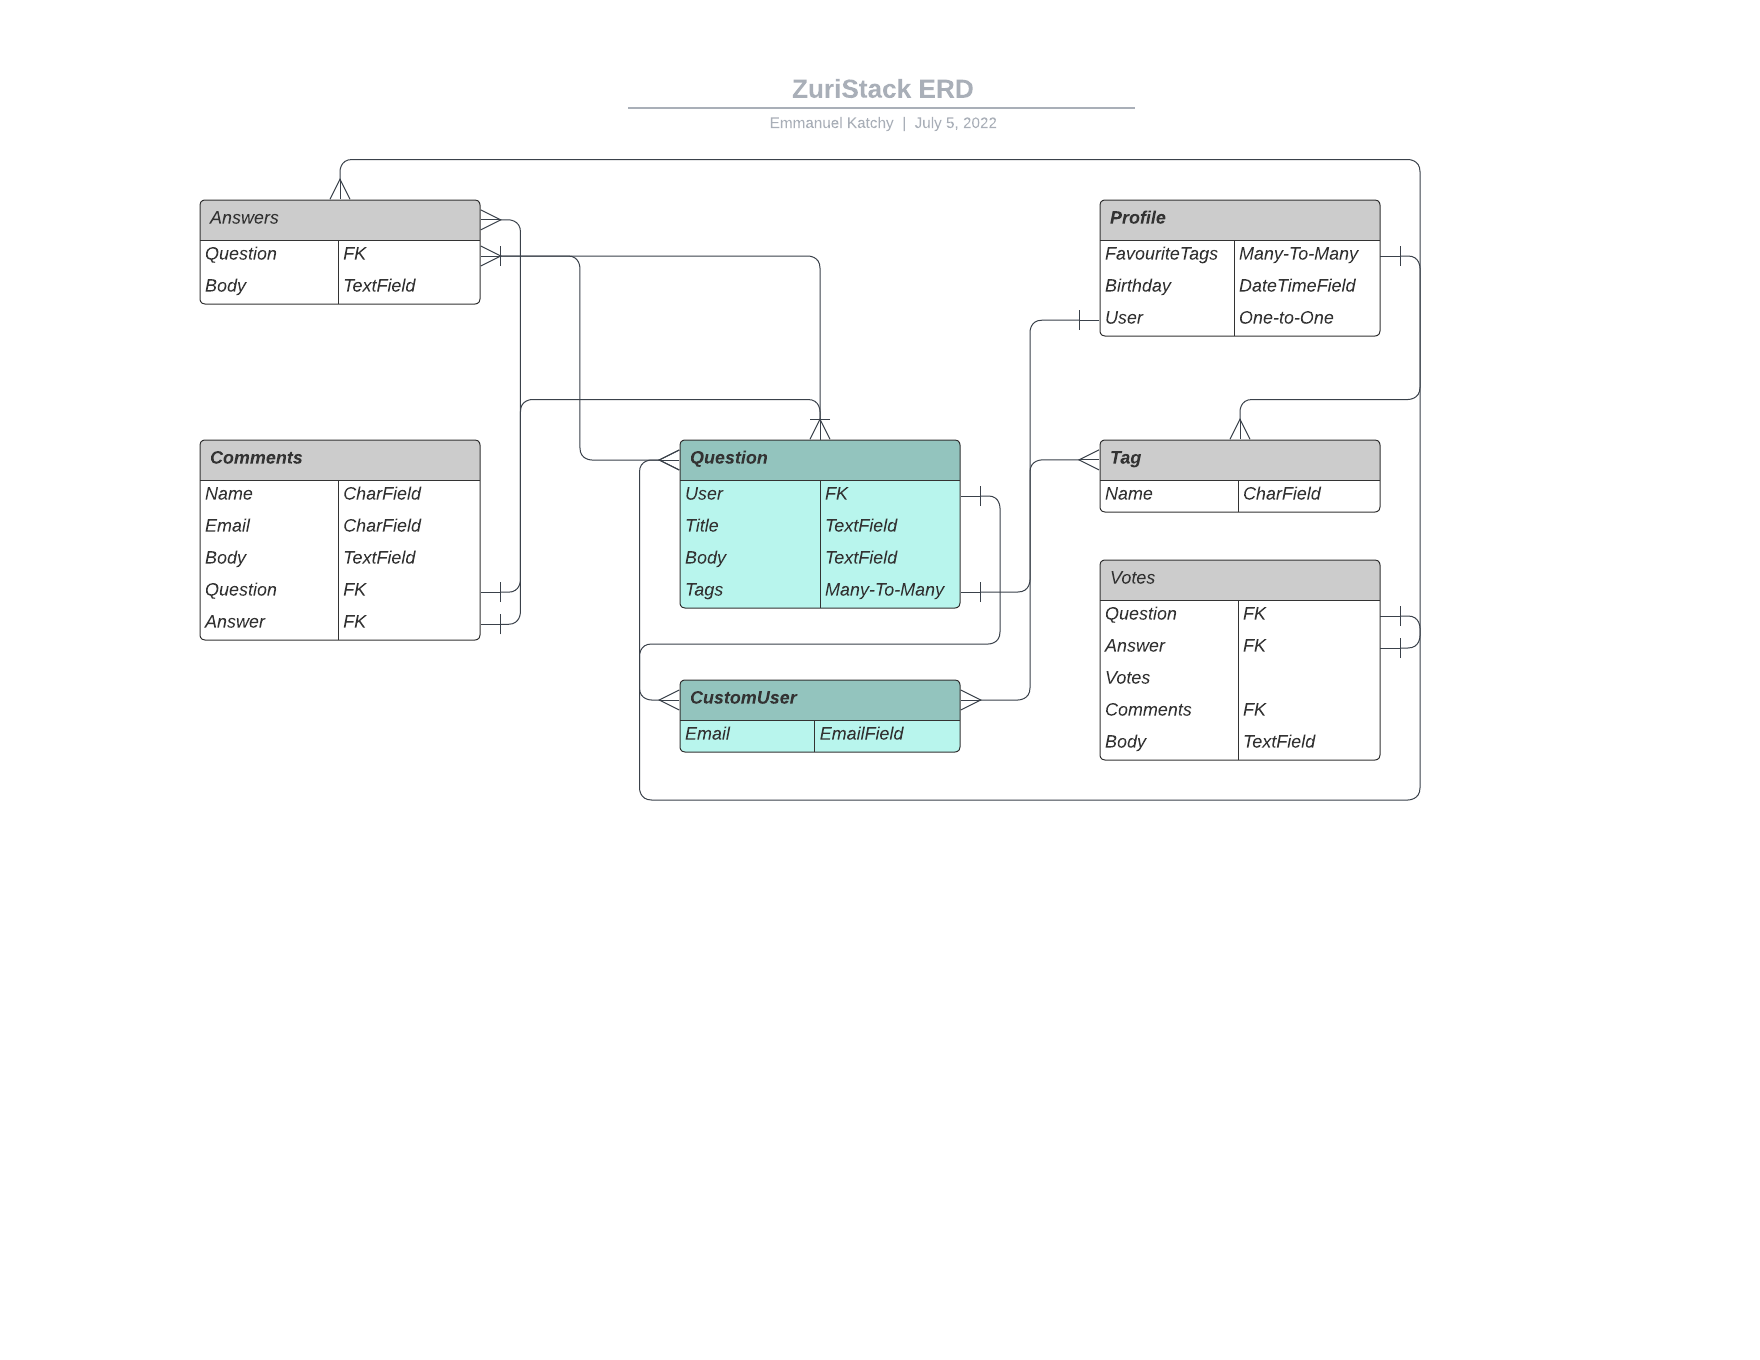 ZuriStack ERD
Emmanuel Katchy | July 5, 2022
Answers
Question FK
Body TextField
Profile
FavouriteTags Many-To-Many
Birthday DateTimeField
User One-to-One
Comments
Name CharField
Email CharField
Body TextField
Question FK
Answer FK
Question
User FK
Title TextField
Body TextField
Tags Many-To-Many
Tag
Name CharField
Votes
Question FK
Answer FK
Votes
Comments FK
Body TextField
CustomUser
Email EmailField